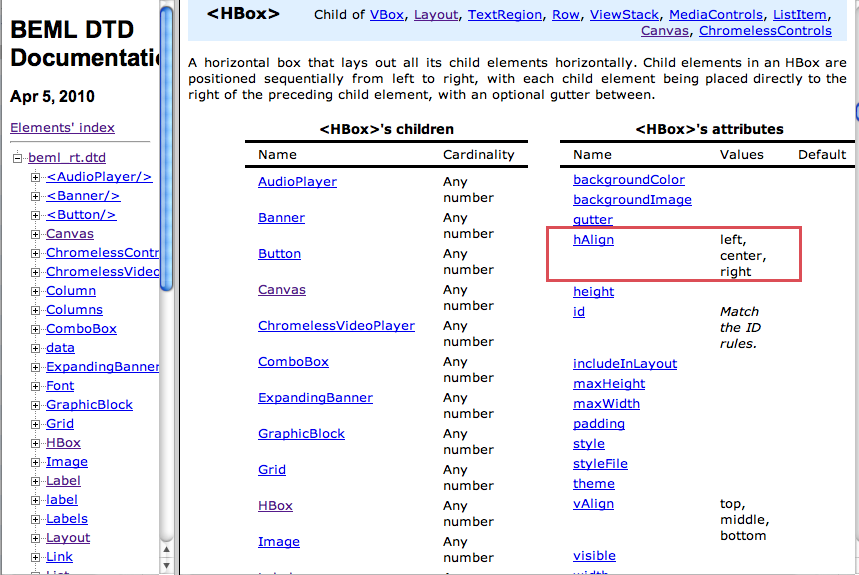 BEML DTD
Documentatio
Apr 5, 2010
Elements' index
beml_rt.dtd
<AudioPlayer/>
<Banner/>
<Button/>
Canvas
ChromelessContr
ChromelessVideo
Column
Columns
ComboBox
data
ExpandingBanner
Font
GraphicBlock
Grid
HBox
Image
Label
label
Labels
Layout
Link
List
<HBox> Child of VBox, Layout, TextRegion, Row, ViewStack, MediaControls, ListItem,
Canvas, ChromelessControls
A horizontal box that lays out all its child elements horizontally. Child elements in an HBox are
positioned sequentially from left to right, with each child element being placed directly to the
right of the preceding child element, with an optional gutter between.
<HBox>'s children
Name Cardinality
AudioPlayer Any
number
Banner Any
number
Button Any
number
Canvas Any
number
ChromelessVideoPlayer Any
number
ComboBox Any
number
ExpandingBanner Any
number
GraphicBlock Any
number
Grid Any
number
HBox Any
number
Image Any
number
<HBox>'s attributes
Name Values Default
backgroundColor
backgroundImage
gutter
hAlign left,
center,
right
height
id Match
the ID
rules.
includeInLayout
maxHeight
maxWidth
padding
style
styleFile
theme
vAlign top,
middle,
bottom
visible
width